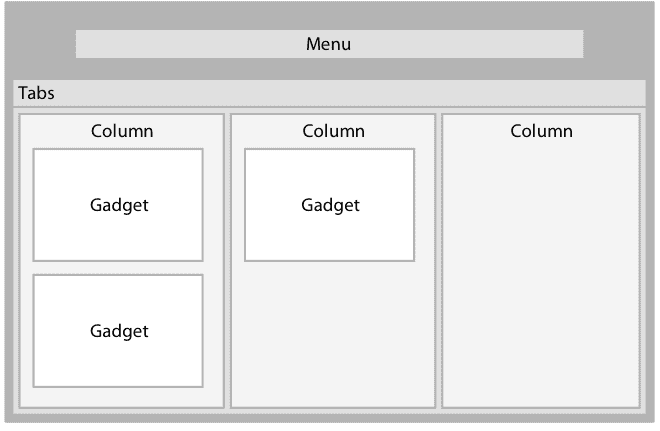 Menu
Tabs
Column
Column
Column
Gadget
Gadget
Gadget